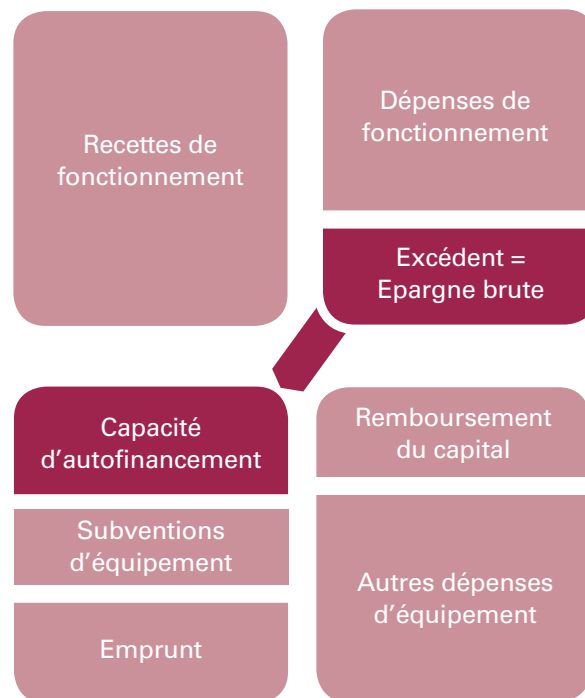 Recettes de
fonctionnement
Dépenses de
fonctionnement
Excédent =
Epargne brute
Capacité
d’autofinancement
Remboursement
du capital
Subventions
d’équipement
Autres dépenses
d’équipement
Emprunt